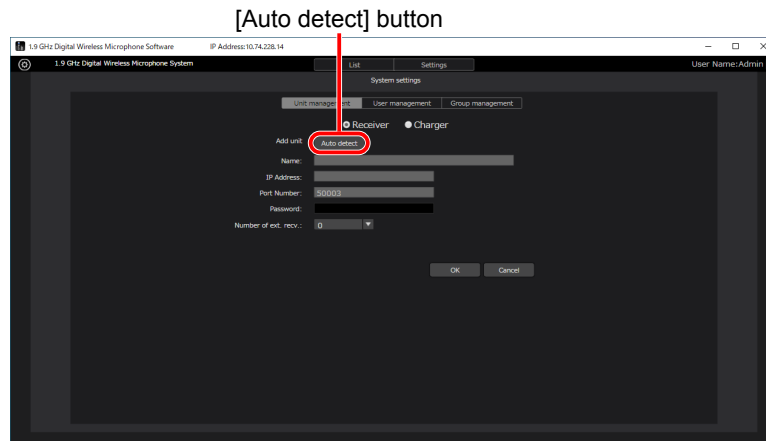 [Auto detect] button
1.9 GHz Digital Wireless Microphone Software IP Address:10.74.228.14
1.9 GHz Digital Wireless Microphone System List Settings User Name:Admin
System settings
Unit management User management Group management
Receiver Charger
Add unit Auto detect
Name:
IP Address:
Port Number: 50003
Password:
Number of ext. recv.: 0
OK Cancel